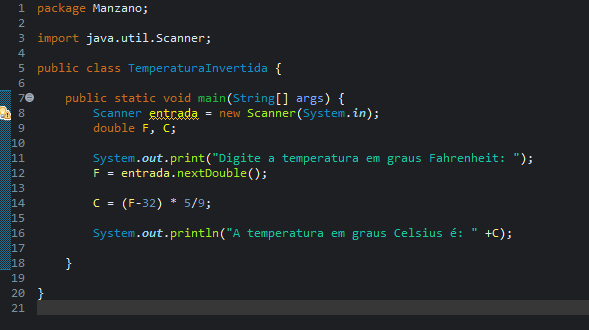 1 package Manzano;
2
3 import java.util.Scanner;
4
5 public class TemperaturaInvertida {
6
7     public static void main(String[] args) {
8         Scanner entrada = new Scanner(System.in);
9         double F, C;
10
11         System.out.print("Digite a temperatura em graus Fahrenheit: ");
12         F = entrada.nextDouble();
13
14         C = (F-32) * 5/9;
15
16         System.out.println("A temperatura em graus Celsius é: " +C);
17
18     }
19
20 }
21